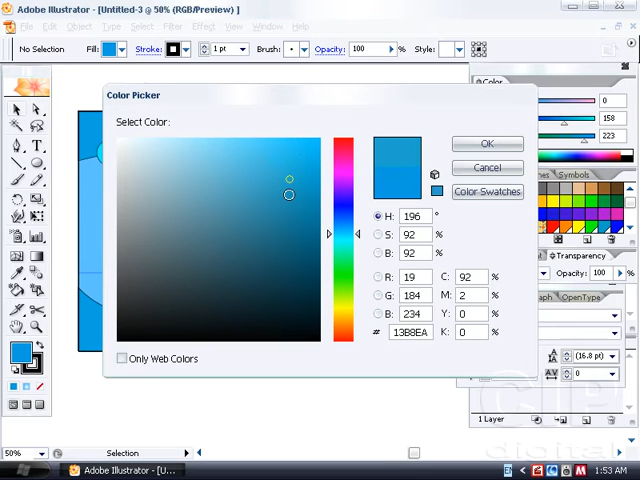 Adobe Illustrator - [Untitled-3 @ 50% (RGB/Preview) ]
File Edit Object Type Select Filter Effect View Window Help
No Selection Fill: Stroke: 1 pt Brush: Opacity: 100 % Style:
Color Picker
Select Color:
OK
Cancel
Color Swatches
H: 196 °
S: 92 %
B: 92 %
R: 19 C: 92 %
G: 184 M: 2 %
B: 234 Y: 0 %
# 13B8EA K: 0 %
Only Web Colors
Color
0
158
223
Symbols
Transparency
Opacity: 100 %
OpenType
(16.8 pt)
AV 0
1 Layer
50% Selection
Adobe Illustrator - [U... 1:53 AM